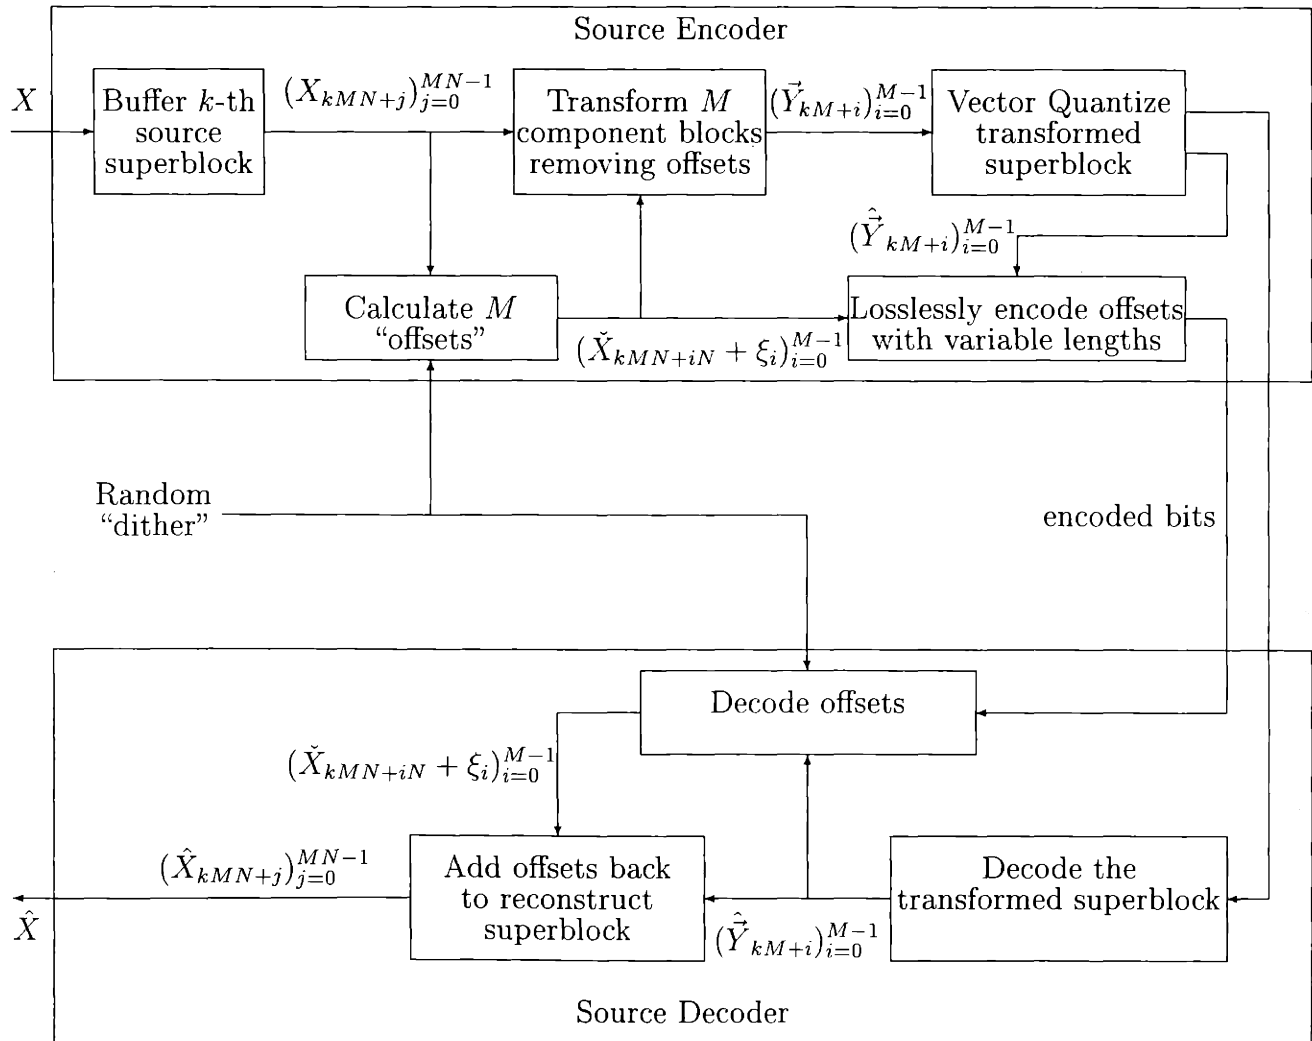 Source Encoder
X
Buffer k-th
source
superblock
(X_{kMN+j})_{j=0}^{MN-1}
Transform M
component blocks
removing offsets
(\vec{Y}_{kM+i})_{i=0}^{M-1}
Vector Quantize
transformed
superblock
(\hat{\vec{Y}}_{kM+i})_{i=0}^{M-1}
Calculate M
“offsets”
(\check{X}_{kMN+iN} + ξ_i)_{i=0}^{M-1}
Losslessly encode offsets
with variable lengths
Random
“dither”
encoded bits
Decode offsets
(\check{X}_{kMN+iN} + ξ_i)_{i=0}^{M-1}
(\hat{X}_{kMN+j})_{j=0}^{MN-1}
\hat{X}
Add offsets back
to reconstruct
superblock
(\hat{\vec{Y}}_{kM+i})_{i=0}^{M-1}
Decode the
transformed superblock
Source Decoder